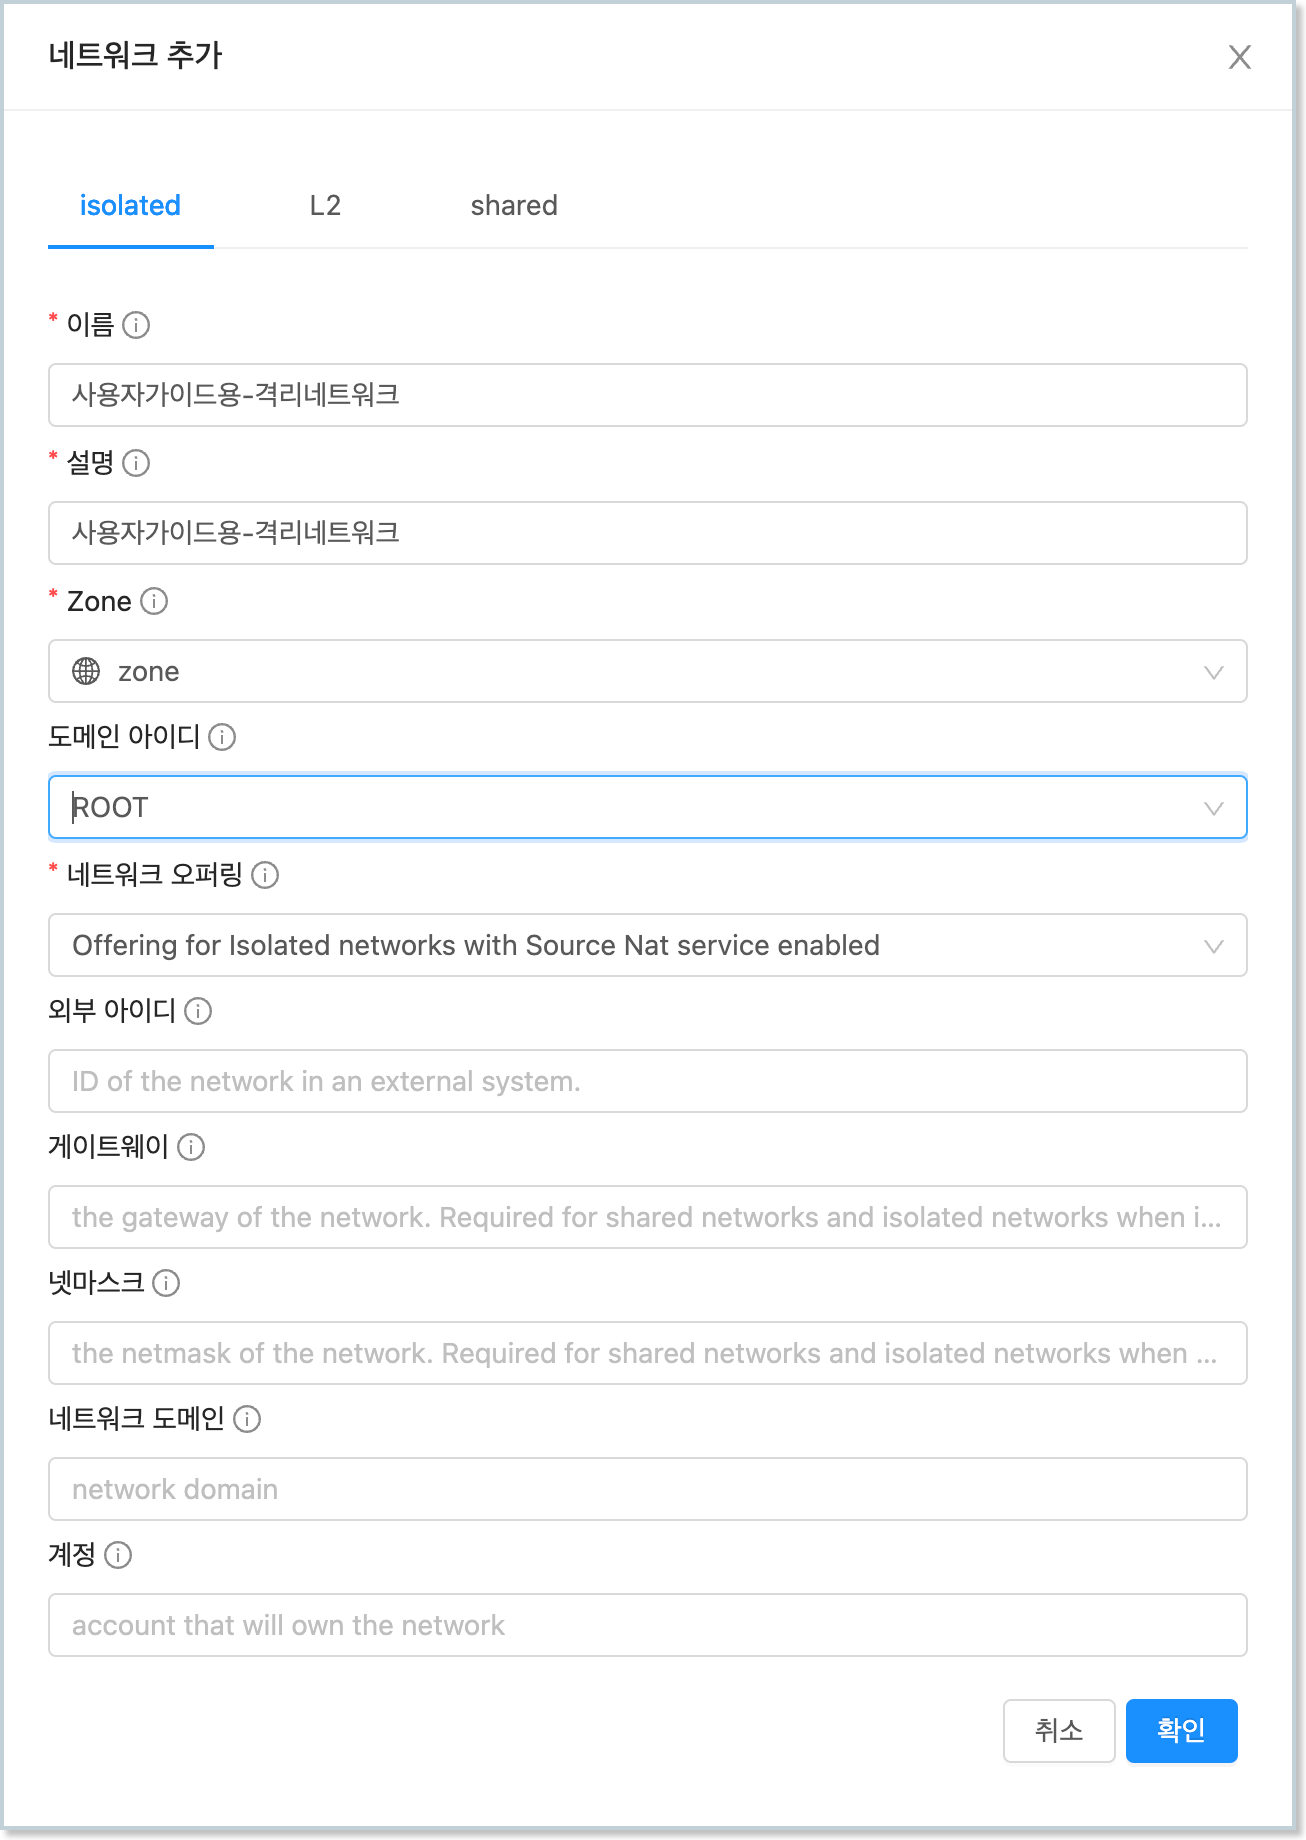 네트워크 추가
isolated L2 shared
* 이름
사용자가이드용-격리네트워크
* 설명
사용자가이드용-격리네트워크
* Zone
zone
도메인 아이디
ROOT
* 네트워크 오퍼링
Offering for Isolated networks with Source Nat service enabled
외부 아이디
ID of the network in an external system.
게이트웨이
the gateway of the network. Required for shared networks and isolated networks when i...
넷마스크
the netmask of the network. Required for shared networks and isolated networks when ...
네트워크 도메인
network domain
계정
account that will own the network
취소 확인